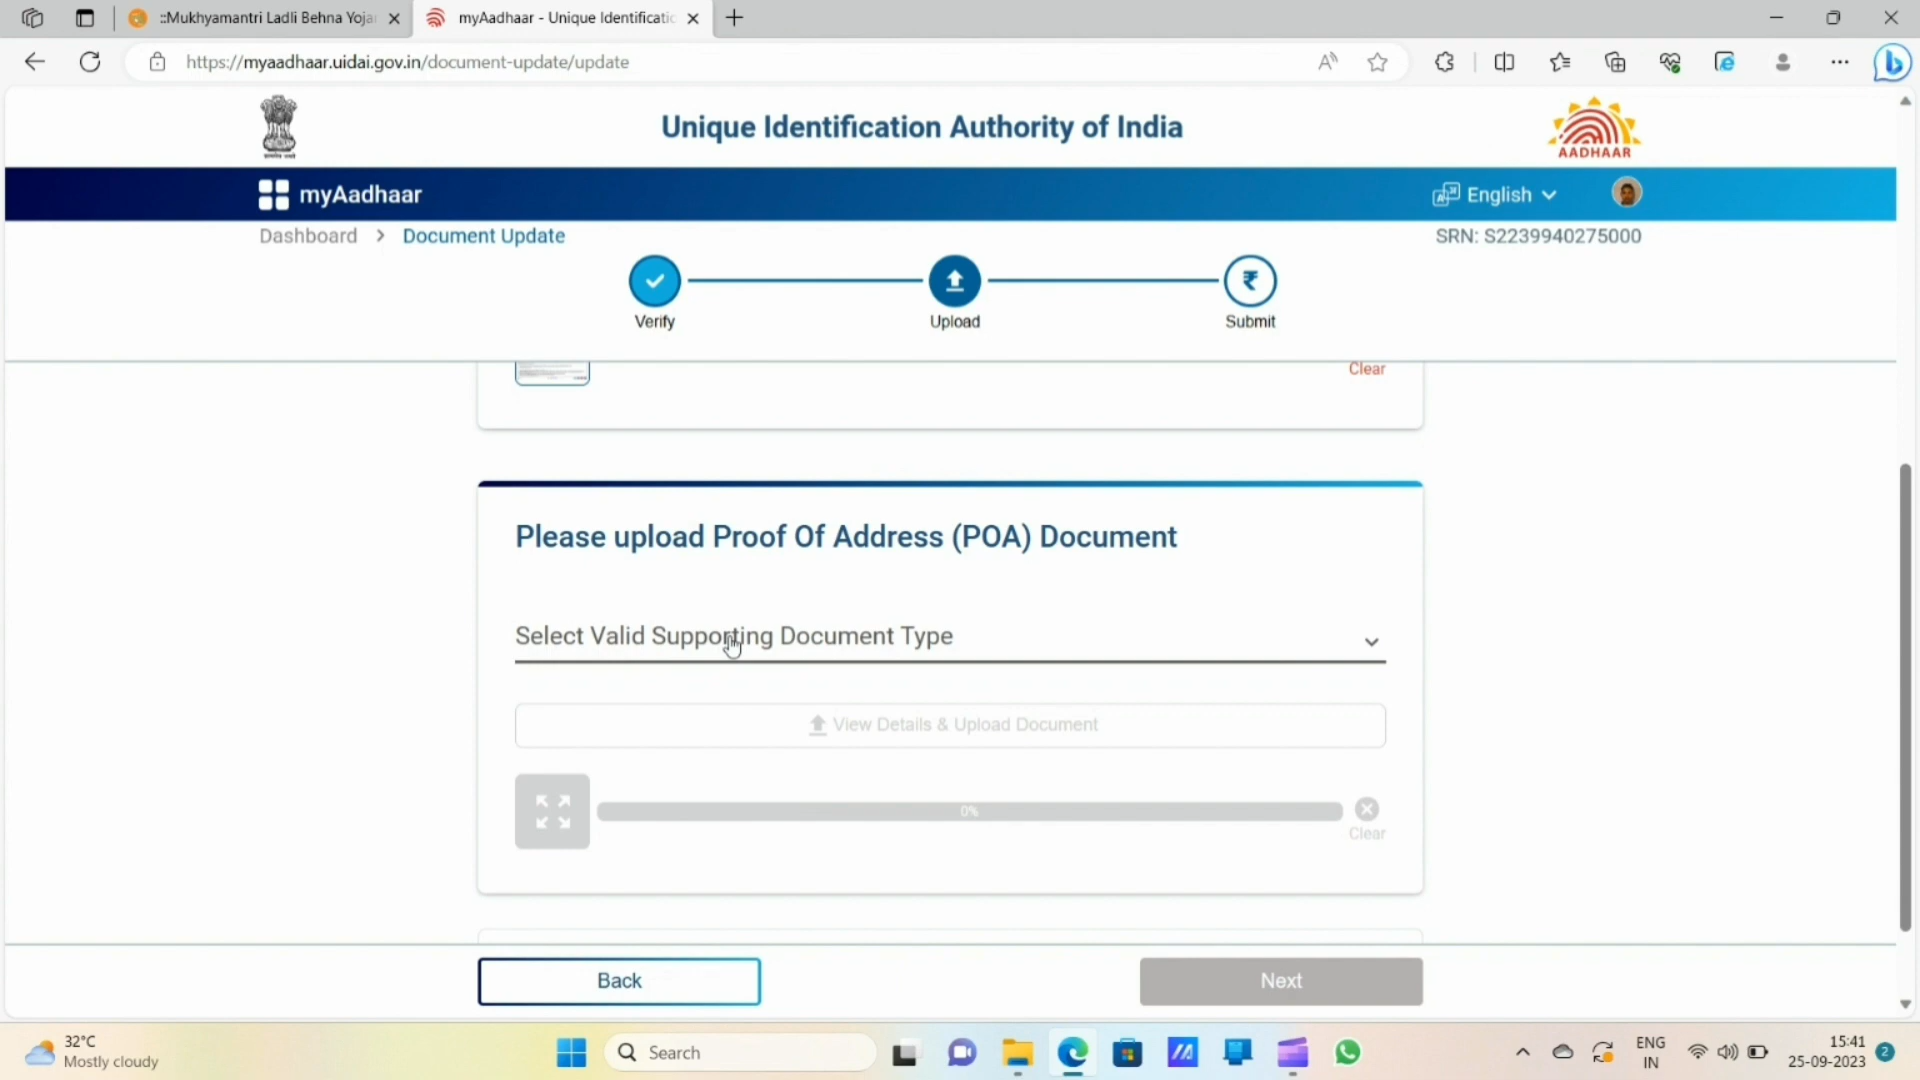 ::Mukhyamantri Ladli Behna Yoja
myAadhaar - Unique Identificatic
https://myaadhaar.uidai.gov.in/document-update/update
Unique Identification Authority of India
AADHAAR
myAadhaar
English
Dashboard > Document Update
SRN: S2239940275000
Verify
Upload
Submit
Clear
Please upload Proof Of Address (POA) Document
Select Valid Supporting Document Type
View Details & Upload Document
0%
Clear
Back
Next
32°C
Mostly cloudy
Search
ENG
IN
15:41
25-09-2023
2